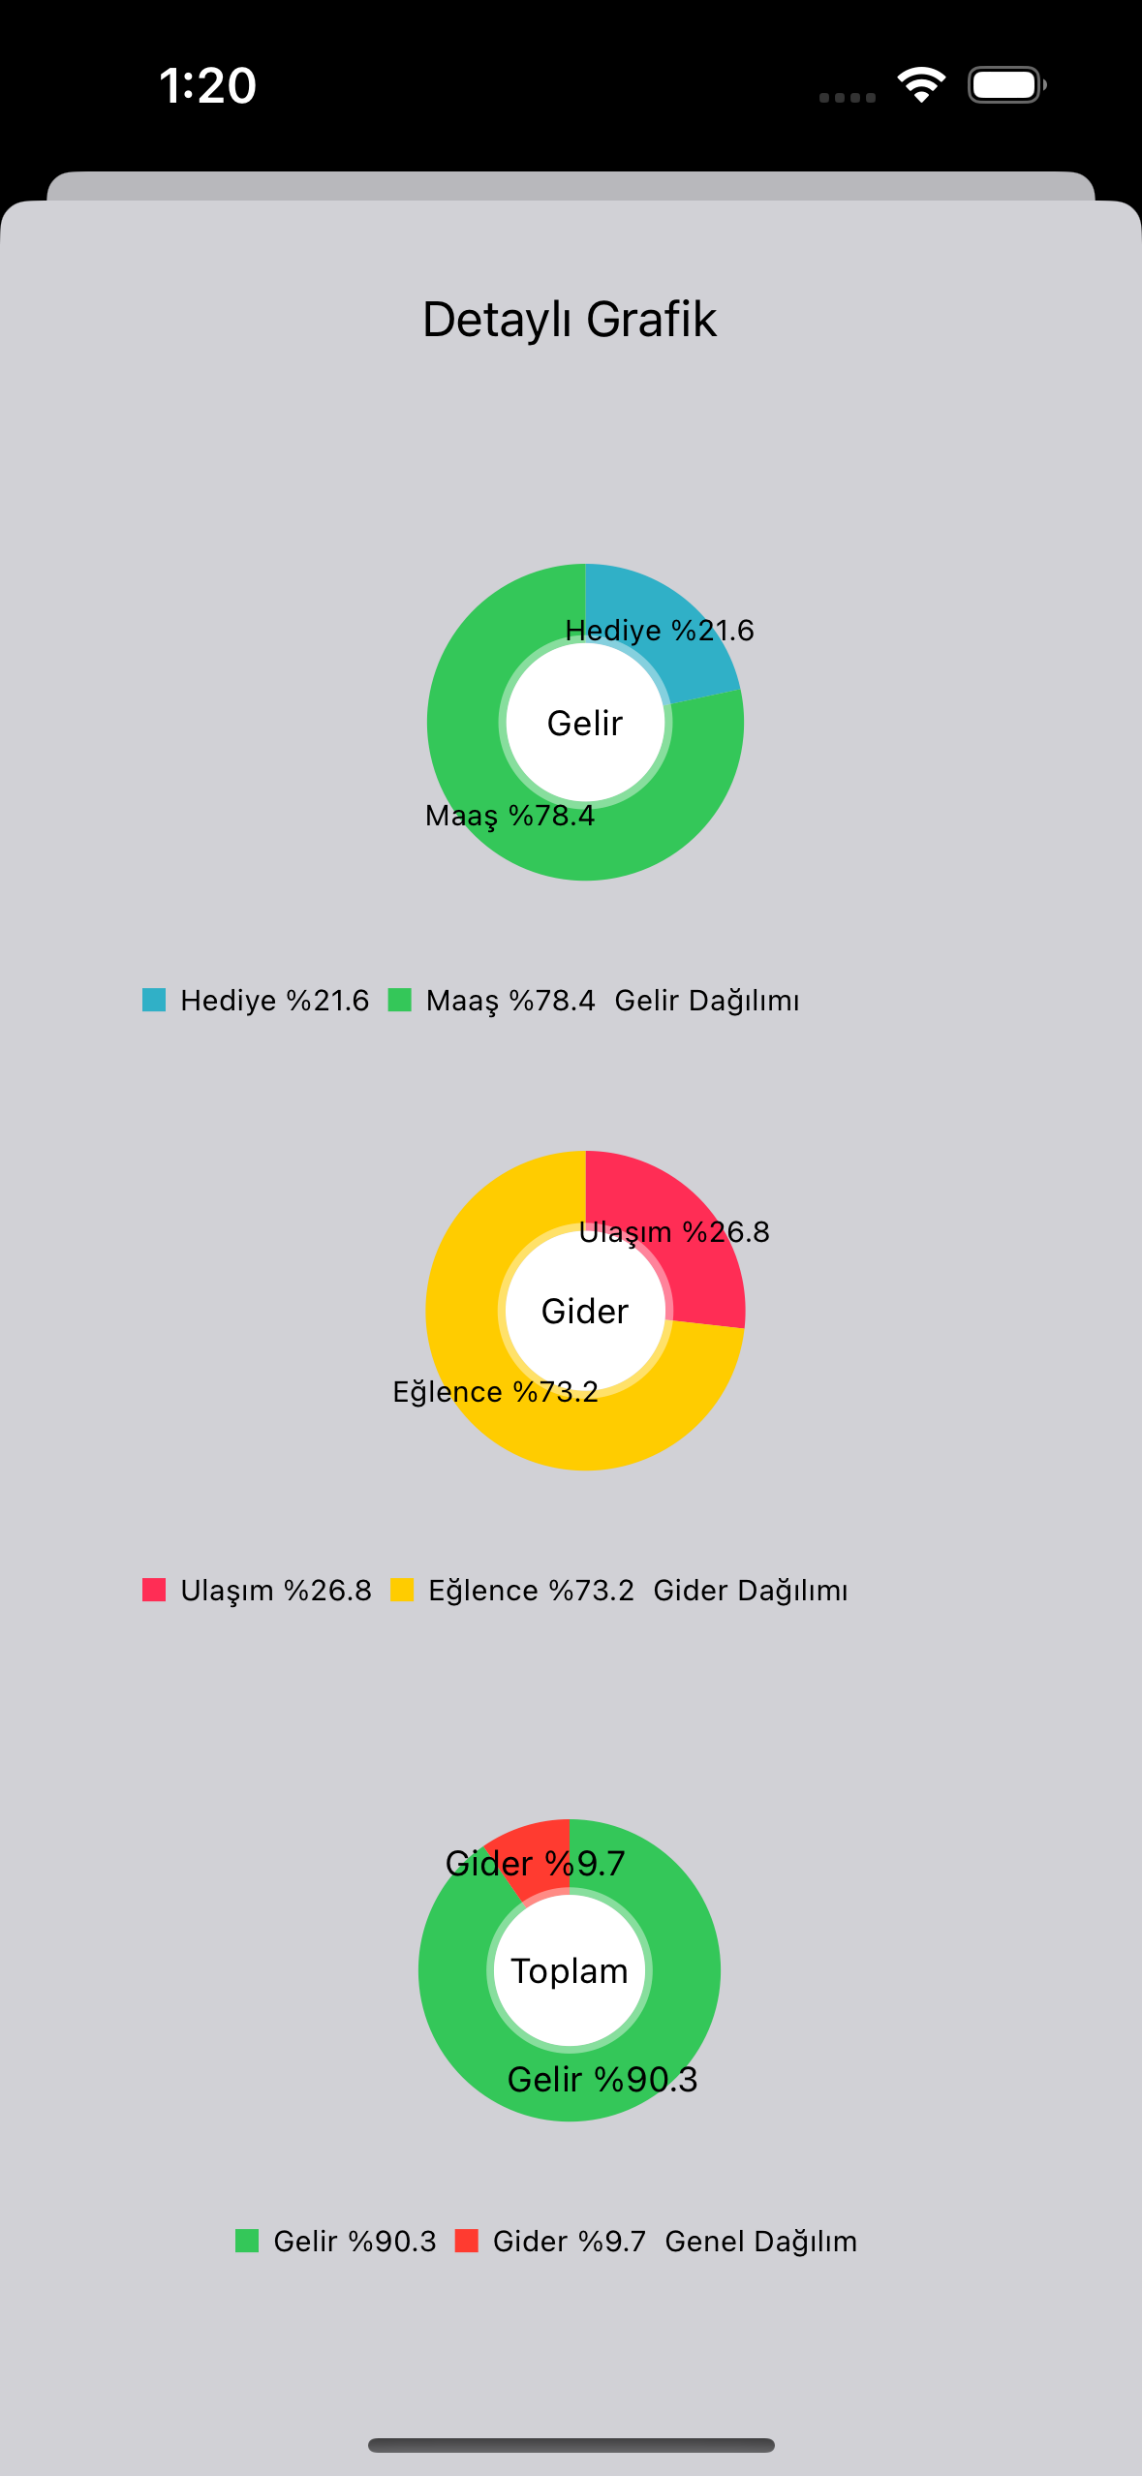 1:20
Detaylı Grafik
Hediye %21.6
Gelir
Maaş %78.4
Hediye %21.6 Maaş %78.4 Gelir Dağılımı
Ulaşım %26.8
Gider
Eğlence %73.2
Ulaşım %26.8 Eğlence %73.2 Gider Dağılımı
Gider %9.7
Toplam
Gelir %90.3
Gelir %90.3 Gider %9.7 Genel Dağılım